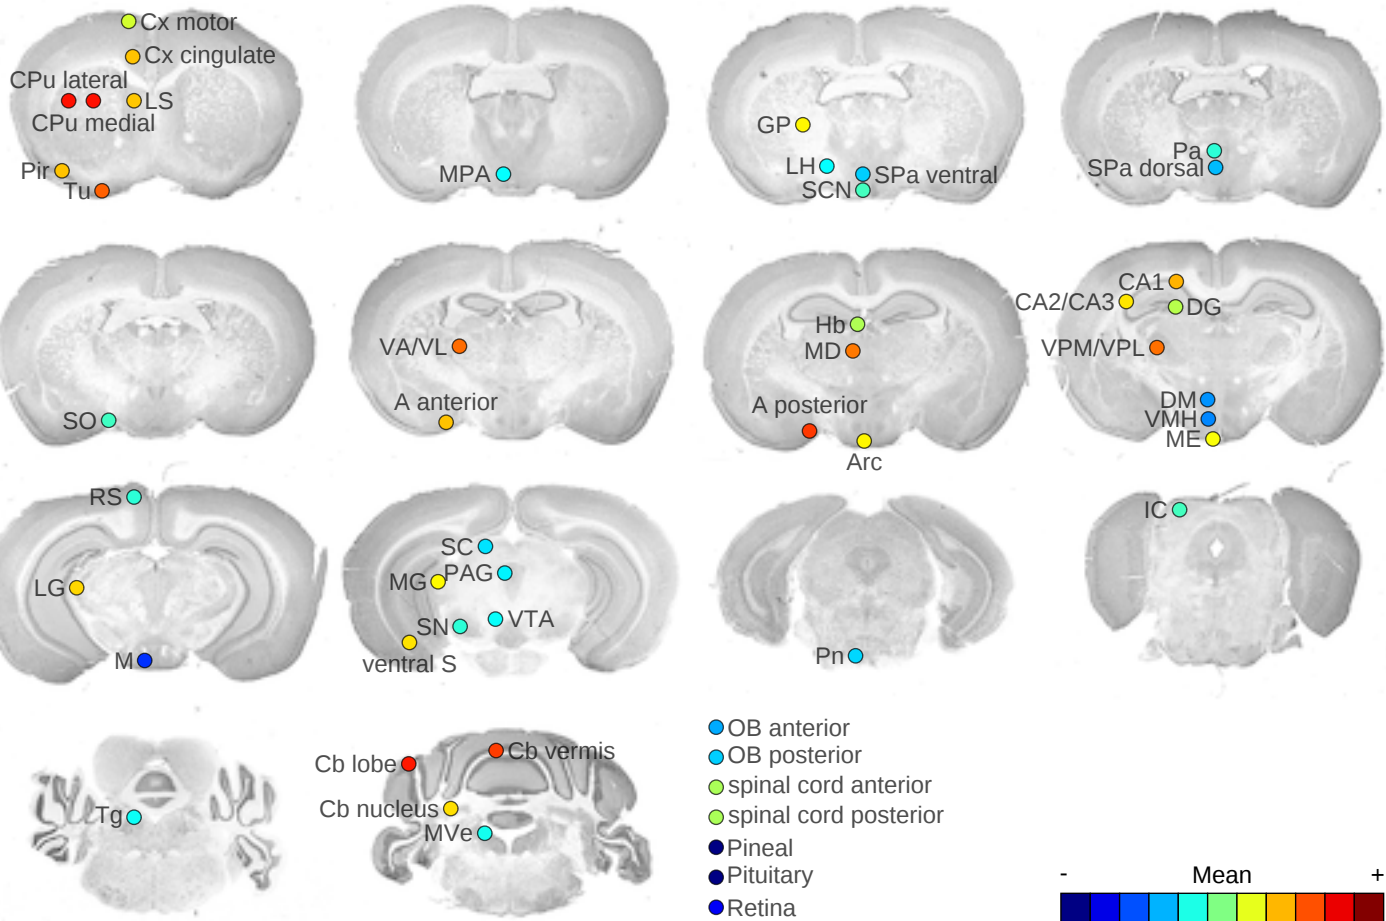 Cx motor
Cx cingulate
CPu lateral
LS
CPu medial
Pir
Tu
MPA
GP
LH
SPa ventral
SCN
Pa
SPa dorsal
SO
VA/VL
A anterior
Hb
MD
A posterior
Arc
CA1
CA2/CA3
DG
VPM/VPL
DM
VMH
ME
RS
LG
M
SC
PAG
MG
VTA
SN
ventral S
Pn
IC
Tg
Cb lobe
Cb vermis
Cb nucleus
MVe
OB anterior
OB posterior
spinal cord anterior
spinal cord posterior
Pineal
Pituitary
Retina
- Mean +